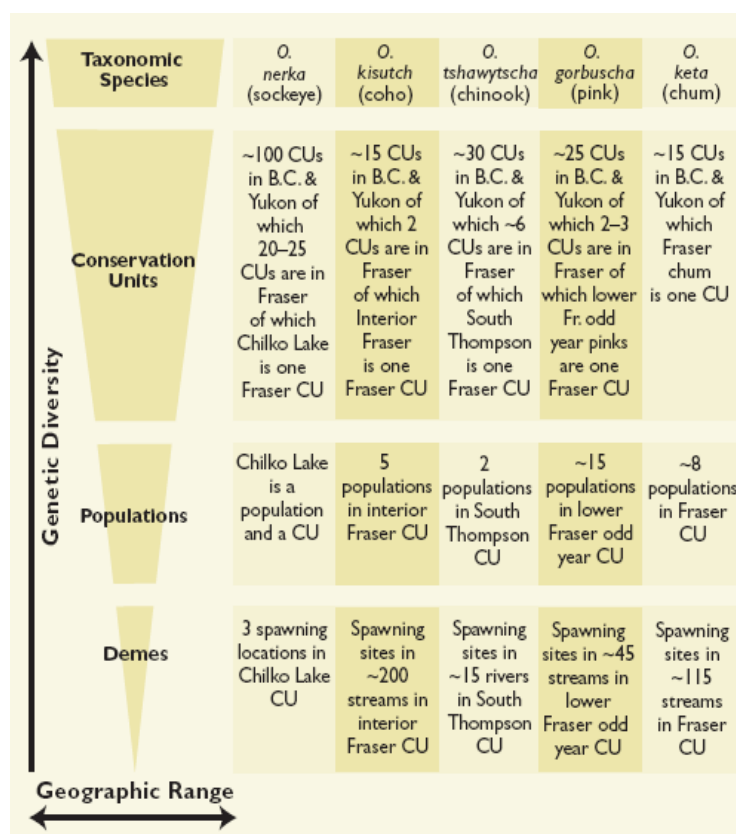 Taxonomic
Species
O.
nerka
(sockeye)
O.
kisutch
(coho)
O.
tshawytscha
(chinook)
O.
gorbuscha
(pink)
O.
keta
(chum)
Conservation
Units
~100 CUs
in B.C. &
Yukon of
which
20–25
CUs are in
Fraser
of which
Chilko Lake
is one
Fraser CU
~15 CUs
in B.C. &
Yukon of
which 2
CUs are in
Fraser
of which
Interior
Fraser
is one
Fraser CU
~30 CUs
in B.C. &
Yukon of
which ~6
CUs are in
Fraser
of which
South
Thompson
is one
Fraser CU
~25 CUs
in B.C. &
Yukon of
which 2–3
CUs are in
Fraser of
which lower
Fr. odd
year pinks
are one
Fraser CU
~15 CUs
in B.C. &
Yukon of
which
Fraser
chum
is one CU
Populations
Chilko Lake
is a
population
and a CU
5
populations
in interior
Fraser CU
2
populations
in South
Thompson
CU
~15
populations
in lower
Fraser odd
year CU
~8
populations
in Fraser
CU
Demes
3 spawning
locations in
Chilko Lake
CU
Spawning
sites in
~200
streams in
interior
Fraser CU
Spawning
sites in
~15 rivers
in South
Thompson
CU
Spawning
sites in ~45
streams in
lower
Fraser odd
year CU
Spawning
sites in
~115
streams
in Fraser
CU
Genetic Diversity
Geographic Range